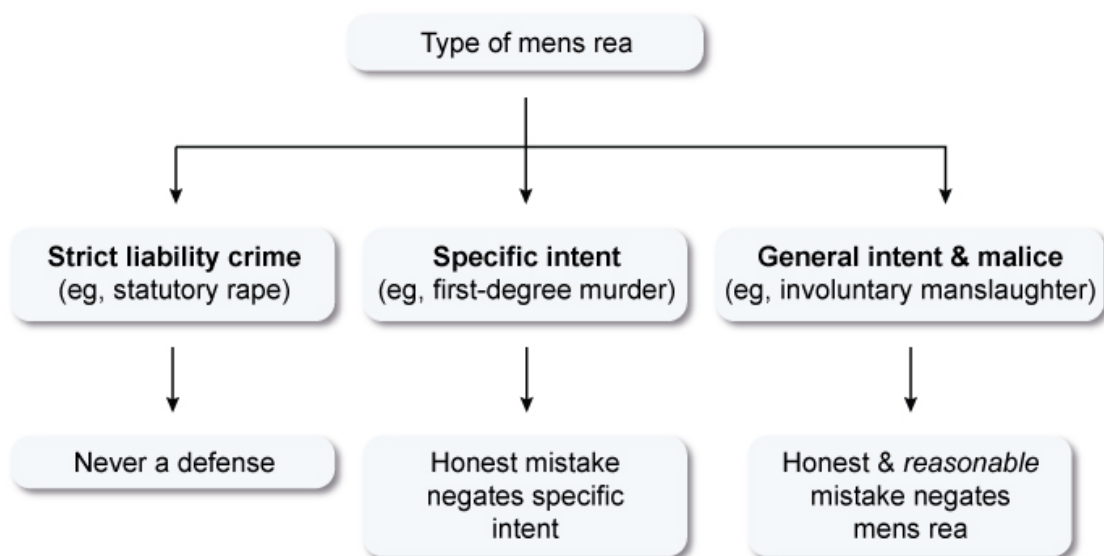 Type of mens rea
Strict liability crime
(eg, statutory rape)
Specific intent
(eg, first-degree murder)
General intent & malice
(eg, involuntary manslaughter)
Never a defense
Honest mistake
negates specific
intent
Honest & reasonable
mistake negates
mens rea